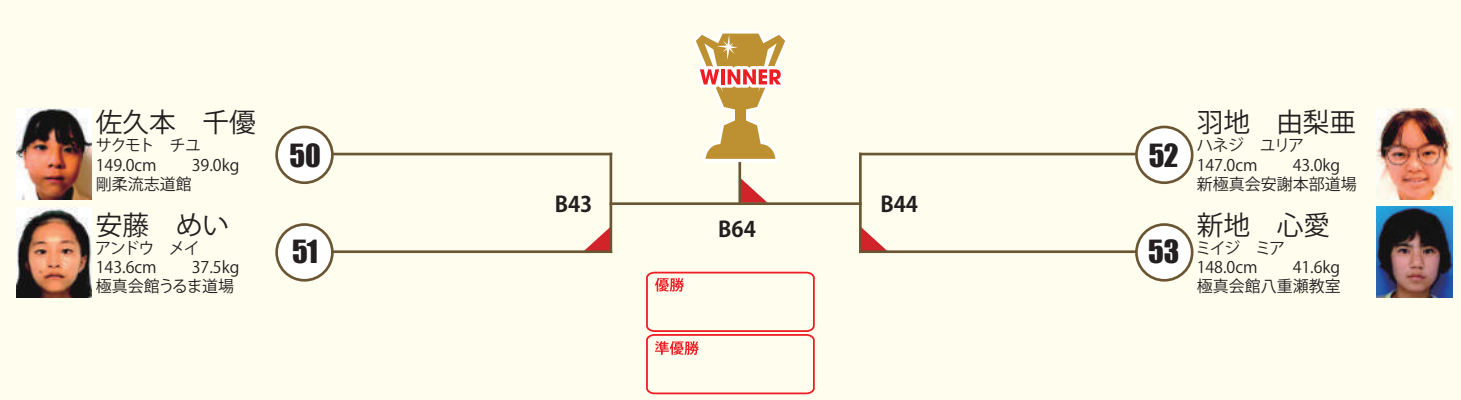 WINNER
佐久本　千優
サクモト　チユ
149.0cm　39.0kg
剛柔流志道館
50
安藤　めい
アンドウ　メイ
143.6cm　37.5kg
極真会館うるま道場
51
B43
B64
B44
52
羽地　由梨亜
ハネジ　ユリア
147.0cm　43.0kg
新極真会安謝本部道場
53
新地　心愛
ミイジ　ミア
148.0cm　41.6kg
極真会館八重瀬教室
優勝
準優勝